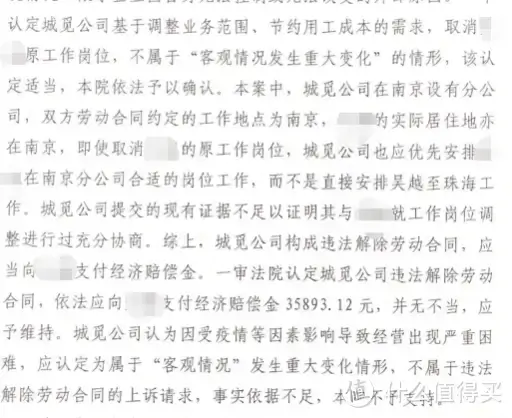 认定城觅公司基于调整业务范围、节约用工成本的需求，取消
原工作岗位，不属于“客观情况发生重大变化”的情形，该认
定适当，本院依法予以确认。本案中，城觅公司在南京设有分公
司，双方劳动合同约定的工作地点为南京，的实际居住地亦
在南京，即使取消的原工作岗位，城觅公司也应优先安排
在南京分公司合适的岗位工作，而不是直接安排吴越至珠海工
作。城觅公司提交的现有证据不足以证明其与就工作岗位调
整进行过充分协商。综上，城觅公司构成违法解除劳动合同，应
当向支付经济赔偿金。一审法院认定城觅公司违法解除劳动
合同，依法应向支付经济赔偿金 35893.12 元，并无不当，应
予维持。城觅公司认为因受疫情等因素影响导致经营出现严重困
难，应认定为属于“客观情况”发生重大变化情形，不属于违法
解除劳动合同的上诉请求，事实依据不足，本不予支持
值 什么值得买